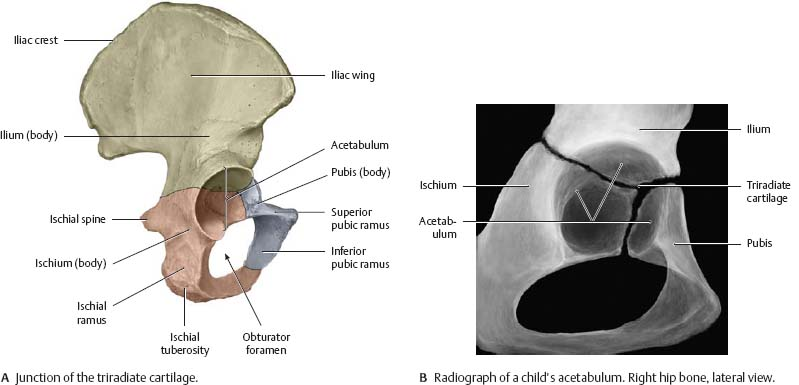 Iliac crest
Iliac wing
Ilium (body)
Acetabulum
Pubis (body)
Ischial spine
Superior
pubic ramus
Ischium (body)
Inferior
pubic ramus
Ischial
ramus
Ischial
tuberosity
Obturator
foramen
A Junction of the triradiate cartilage.
Ilium
Ischium
Triradiate
cartilage
Acetab-
ulum
Pubis
B Radiograph of a child's acetabulum. Right hip bone, lateral view.